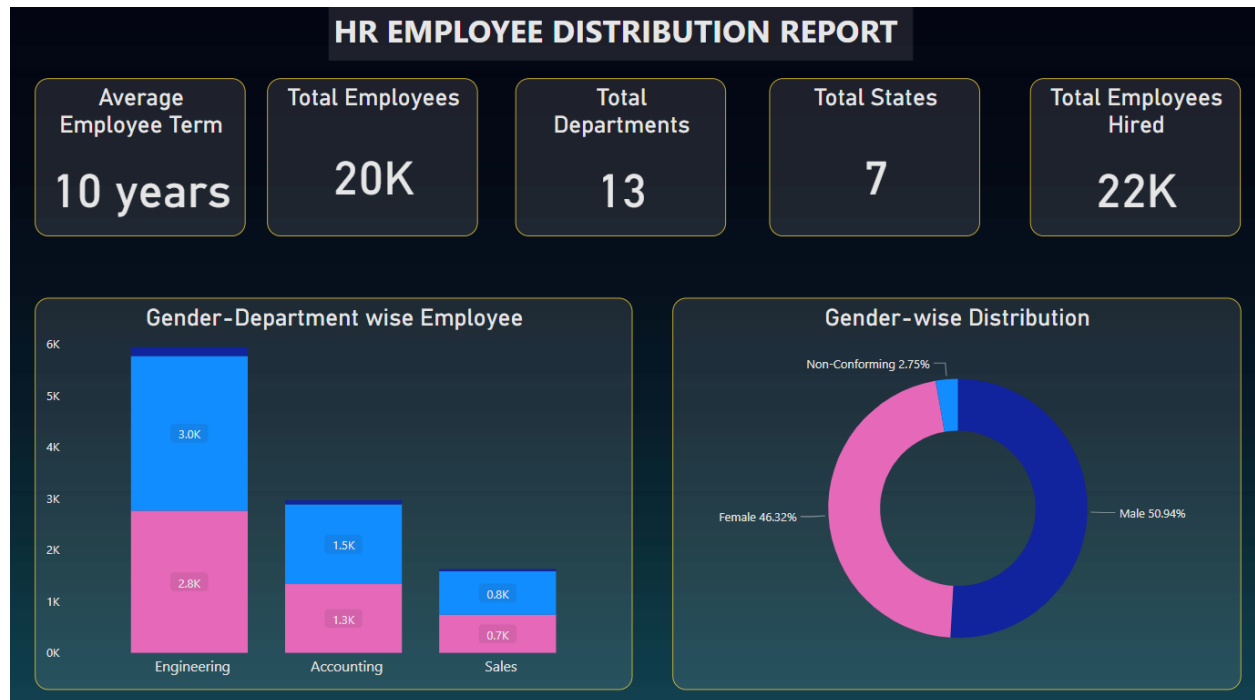 HR EMPLOYEE DISTRIBUTION REPORT
Average
Employee Term
10 years
Total Employees
20K
Total
Departments
13
Total States
7
Total Employees
Hired
22K
Gender-Department wise Employee
6K
5K
4K
3K
2K
1K
0K
3.0K
2.8K
1.5K
1.3K
0.8K
0.7K
Engineering
Accounting
Sales
Gender-wise Distribution
Non-Conforming 2.75%
Female 46.32%
Male 50.94%